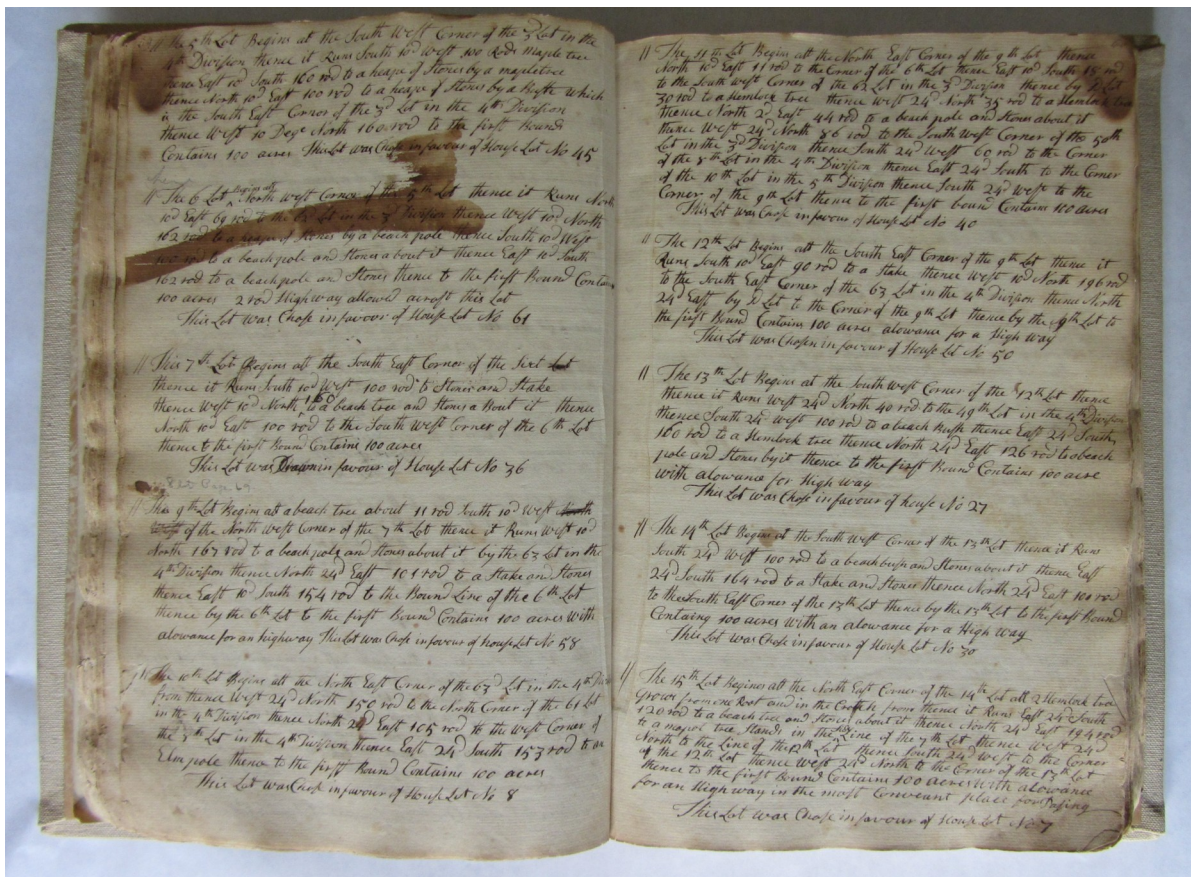 The 5th Lot Begins at the South West Corner of the 3d Lot in the
4th Division thence it Runs South 10d West 100 Rods maple tree
thence East 10d South 160 rod to a heape of Stones by a mapletree
thence North 10d East 100 rod to a heape of Stones by a Buth which
is the South East Cornor of the 3d Lot in the 4th Division
thence West 10 Dege North 160 rod to the first Bound
Contains 100 acres This Lot was Chose in favour of House Lot No 45
The 6 Lot Begins att North west Corner of the 5th Lot thence it Runs North
10d East 69 rod to the 62 Lot in the 3 Division thence West 10d North
162 rod to a heape of Stones by a beach pole thence South 10d West
100 rod to a beach pole and Stones about it thence East 10d South
162 rod to a beach pole and Stones thence to the first Bound Contains
100 acres 2 rod Highway allowed acrost this Lot
This Lot was Chose in favour of House Lot No 61
This 7th Lot Begins att the South East Cornor of the Sixt Lot
thence it Runs South 10d West 100 rod to Stones and Stake
thence West 10d North 160 to a beach tree and Stones a Bout it thence
North 10d East 100 rod to the South West Corner of the 6th Lot
thence to the first Bound Contains 100 acres
This Lot was Drawn in favour of House Lot No 36
This 9th Lot Begins att a beach tree about 11 rod South 10d West North
of the North west Corner of the 7th Lot thence it Runs West 10d
North 167 rod to a beach pole and Stones about it by the 63 Lot in the
4th Division thence North 24d East 101 rod to a Stake and Stones
thence East 10d South 154 rod to the Bound Line of the 6th Lot
thence by the 6th Lot to the first Bound Contains 100 acres with
alowance for an highway This Lot was Chose in favour of House Lot No 58
The 10th Lot Begins att the North East Corner of the 63d Lot in the 4th Divi
from thence West 24d North 150 rod to the North Corner of the 61 Lot
in the 4th Division thence North 24d East 105 rod to the West Corner of
the 8th Lot in the 4th Division thence East 24d South 153 rod to an
Elm pole thence to the first Bound Contains 100 acres
This Lot was Chose in favour of House Lot No 8
The 11th Lot Begins att the North East Corner of the 9th Lot thence
North 10d East 11 rod to the Corner of the 6th Lot thence East 10d South 15 rod
to the South west Corner of the 62 Lot in the 3d Division thence by sd Lot
30 rod to a Hemlock tree thence West 24d North 35 rod to a Hemlock tree
thence North 2d East 44 rod to a beach pole and Stones about it
thence West 24d North 86 rod to the South West Corner of the 50th
Lot in the 3d Division thence South 24d West 60 rod to the Corner
of the 8th Lot in the 4th Division thence East 24d South to the Corner
of the 10th Lot in the 5th Division thence South 24d West to the
Corner of the 9th Lot thence to the first bound Contains 100 acres
This Lot was Chose in favour of House Lot No 40
The 12th Lot Begins att the South East Corner of the 9th Lot thence it
Runs South 10d East 90 rod to a Stake thence west 10d North 196 rod
to the South East Corner of the 63 Lot in the 4th Division thence North
24d East by sd Lot to the Corner of the 9th Lot thence by the 9th Lot to
the first Bound Contains 100 acres alowance for a High way
This Lot was Chosen in favour of House Lot No 50
The 13th Lot Begins at the South West Corner of the 12th Lot thence
thence it Runs West 24d North 40 rod to the 49th Lot in the 4th Division
thence South 24d West 100 rod to a beach Bush thence East 24d South
160 rod to a Hemlock tree thence North 24d East 126 rod to a beach
pole and Stones by it thence to the first Bound Contains 100 acre
with alowance for High way
This Lot was Chose in favour of house No 27
The 14th Lot Begins at the South West Corner of the 13th Lot thence it Runs
South 24d West 100 rod to a beach bush and Stones about it thence East
24d South 164 rod to a Stake and Stones thence North 24d East 101 rod
to the South East Corner of the 13th Lot thence by the 13th Lot to the first Bound
Containg 100 acres with an alowance for a High way
This Lot was Chose in favour of House Lot No 30
The 15th Lot Begines att the North East Corner of the 14th Lot att 2 Hemlock trees
Grows from one Root and in the Crotch from thence it Runs East 24d South
120 rod to a beach tree and Stones about it thence North 24d East 194 rod
to a mapol tree Stands in the Line of the 7th Lot thence West 24d
North to the Line of the 12th Lot thence South 24d West to the Corner
of the 12th Lot thence West 24d North to the Corner of the 13th Lot
thence to the first Bound Contains 100 acres with alowance
for an High way in the most Conveant place for Pasing
This Lot was Chose in favour of House Lot No 7